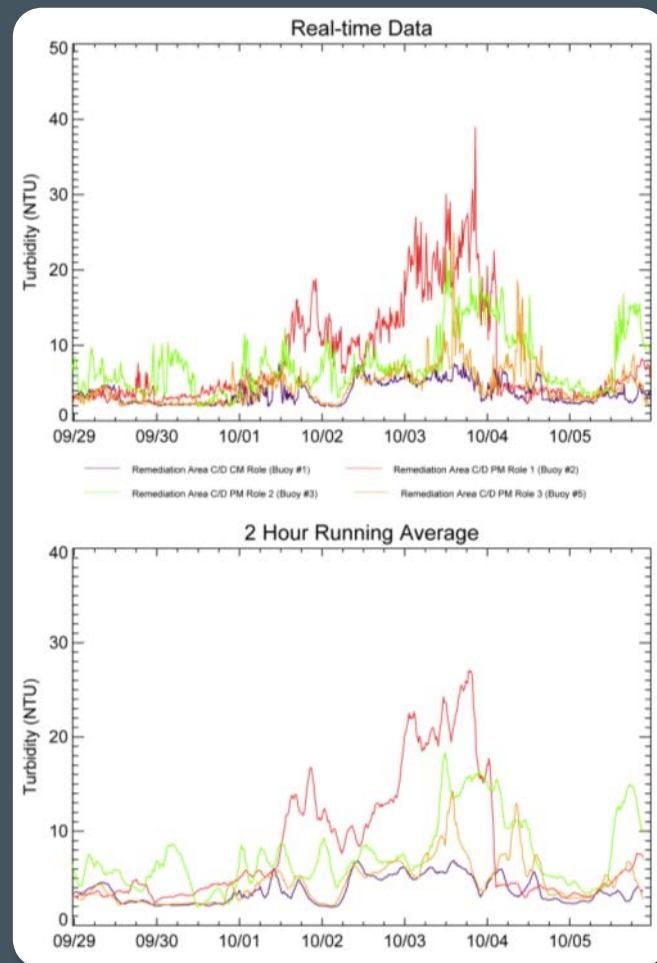 Real-time Data
50
40
30
20
10
0
Turbidity (NTU)
09/29 09/30 10/01 10/02 10/03 10/04 10/05
Remediation Area C/D CM Role (Buoy #1) Remediation Area C/D PM Role 1 (Buoy #2)
Remediation Area C/D PM Role 2 (Buoy #3) Remediation Area C/D PM Role 3 (Buoy #5)
2 Hour Running Average
40
30
20
10
0
Turbidity (NTU)
09/29 09/30 10/01 10/02 10/03 10/04 10/05